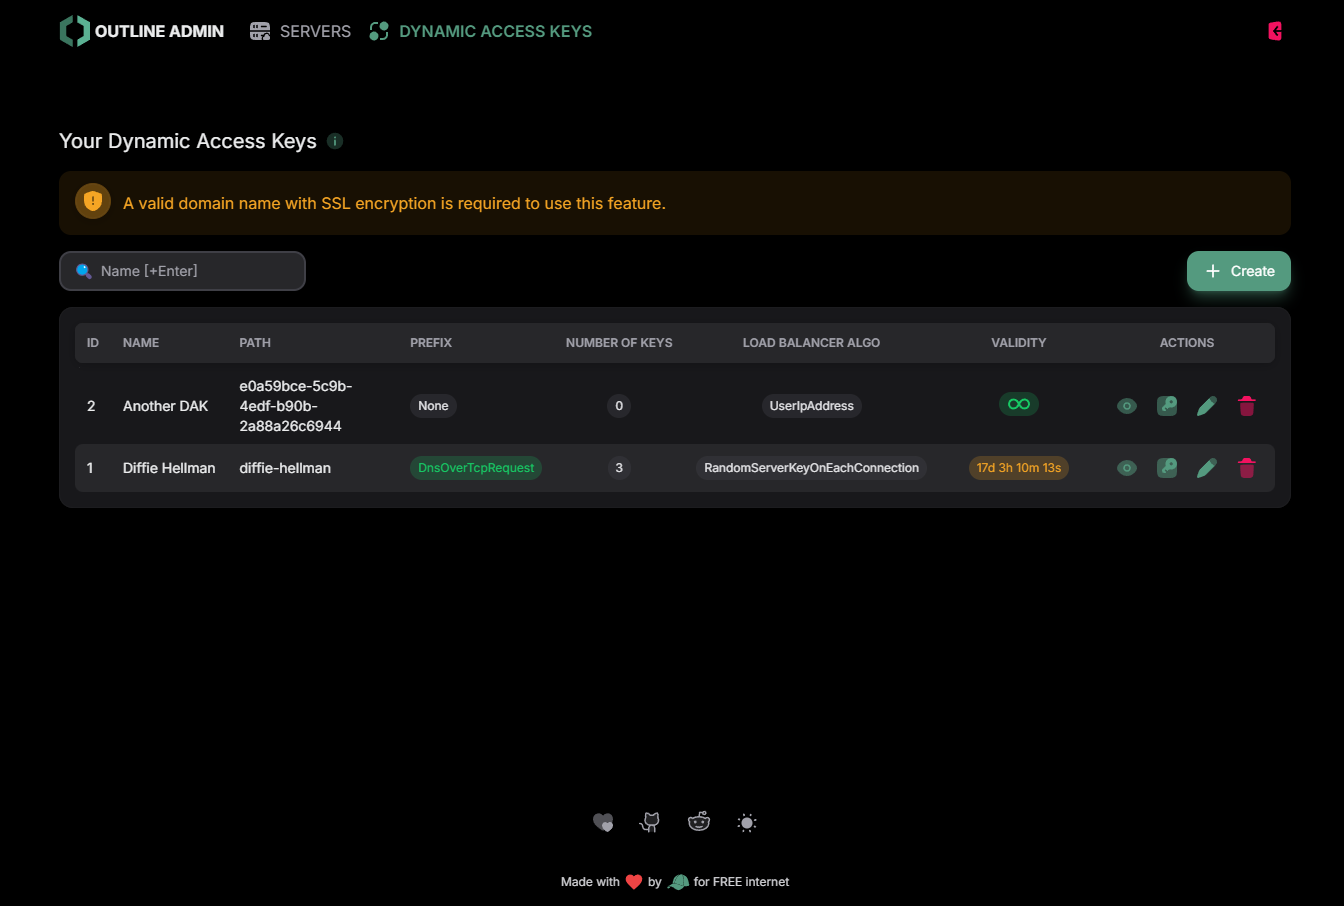 OUTLINE ADMIN SERVERS DYNAMIC ACCESS KEYS
Your Dynamic Access Keys
A valid domain name with SSL encryption is required to use this feature.
Name [+Enter]
Create
ID NAME PATH PREFIX NUMBER OF KEYS LOAD BALANCER ALGO VALIDITY ACTIONS
2 Another DAK e0a59bce-5c9b-
4edf-b90b-
2a88a26c6944 None 0 UserIpAddress
1 Diffie Hellman diffie-hellman DnsOverTcpRequest 3 RandomServerKeyOnEachConnection 17d 3h 10m 13s
Made with by for FREE internet